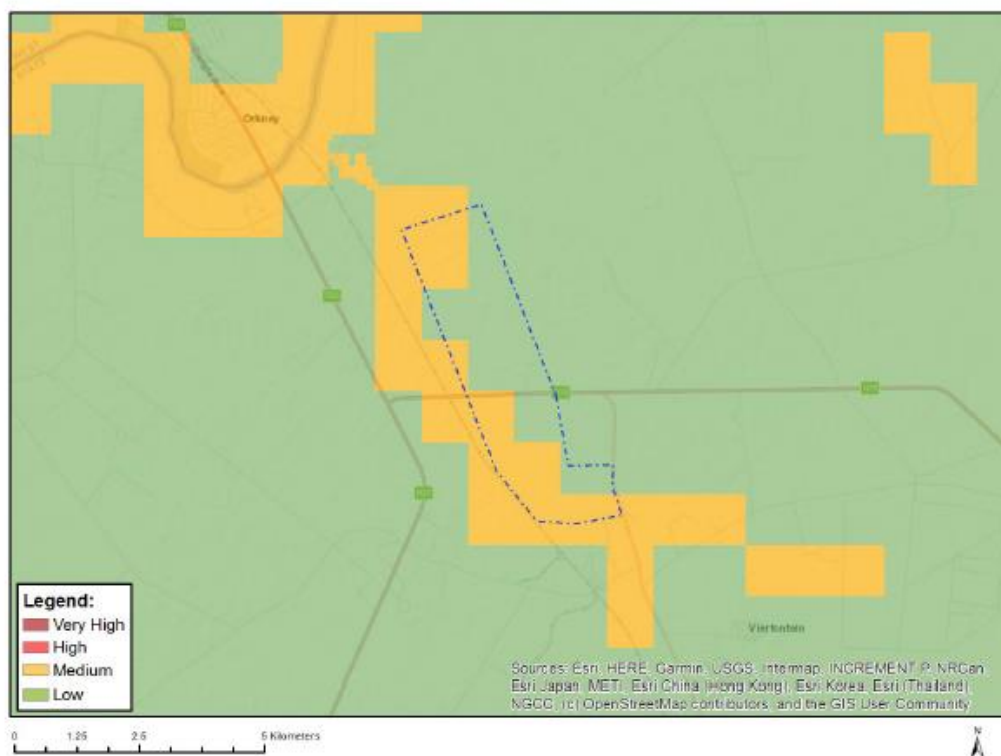 Orkney
Legend:
Very High
High
Medium
Low
Vierfontein
Sources: Esri, HERE, Garmin, USGS, Intermap, INCREMENT P, NRCan,
Esri Japan, METI, Esri China (Hong Kong), Esri Korea, Esri (Thailand),
NGCC, (c) OpenStreetMap contributors, and the GIS User Community
0 1.25 2.5 5 Kilometers
N